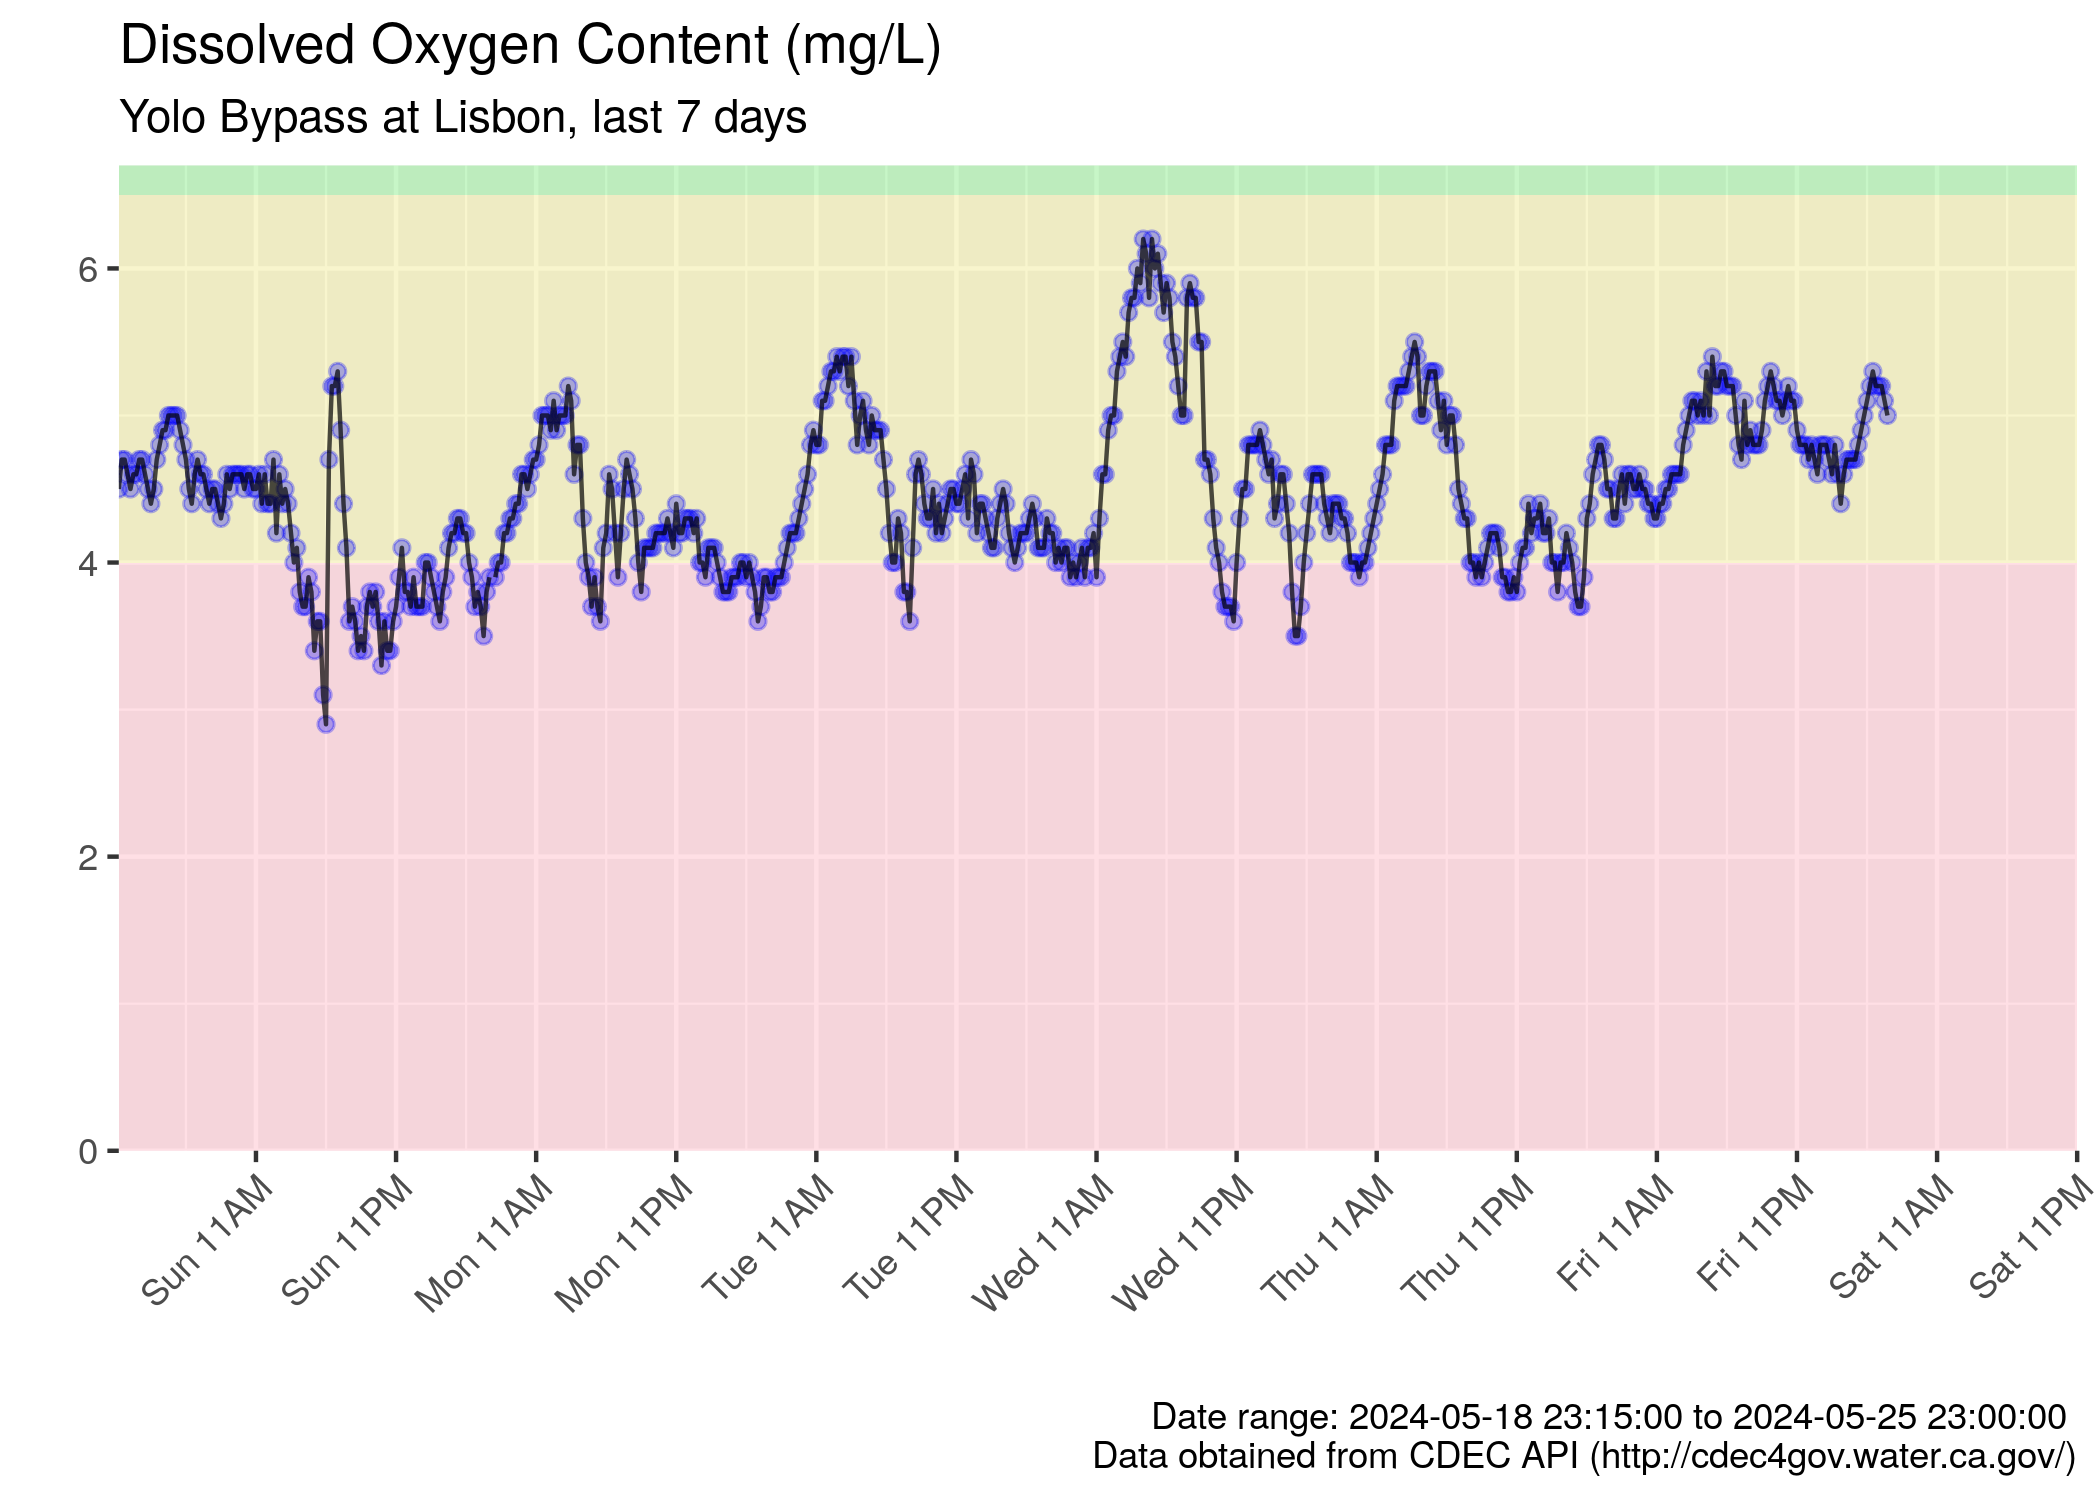 Dissolved Oxygen Content (mg/L)
Yolo Bypass at Lisbon, last 7 days
6
4
2
0
Sun 11AM
Sun 11PM
Mon 11AM
Mon 11PM
Tue 11AM
Tue 11PM
Wed 11AM
Wed 11PM
Thu 11AM
Thu 11PM
Fri 11AM
Fri 11PM
Sat 11AM
Sat 11PM
Date range: 2024-05-18 23:15:00 to 2024-05-25 23:00:00
Data obtained from CDEC API (http://cdec4gov.water.ca.gov/)